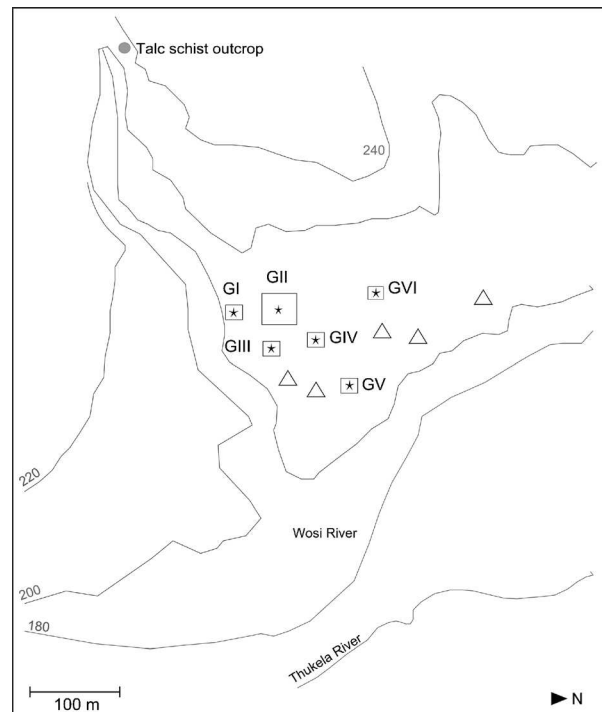 Talc schist outcrop
240
GII
GI
GVI
GIV
GIII
GV
220
Wosi River
200
180
Thukela River
100 m
N